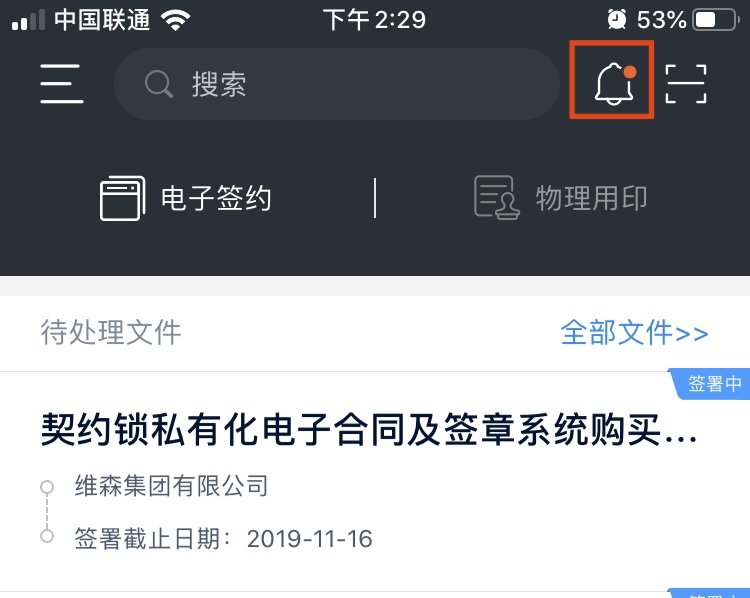 中国联通 下午2:29 53%
搜索
电子签约 物理用印
待处理文件 全部文件>>
签署中
契约锁私有化电子合同及签章系统购买...
维森集团有限公司
签署截止日期：2019-11-16